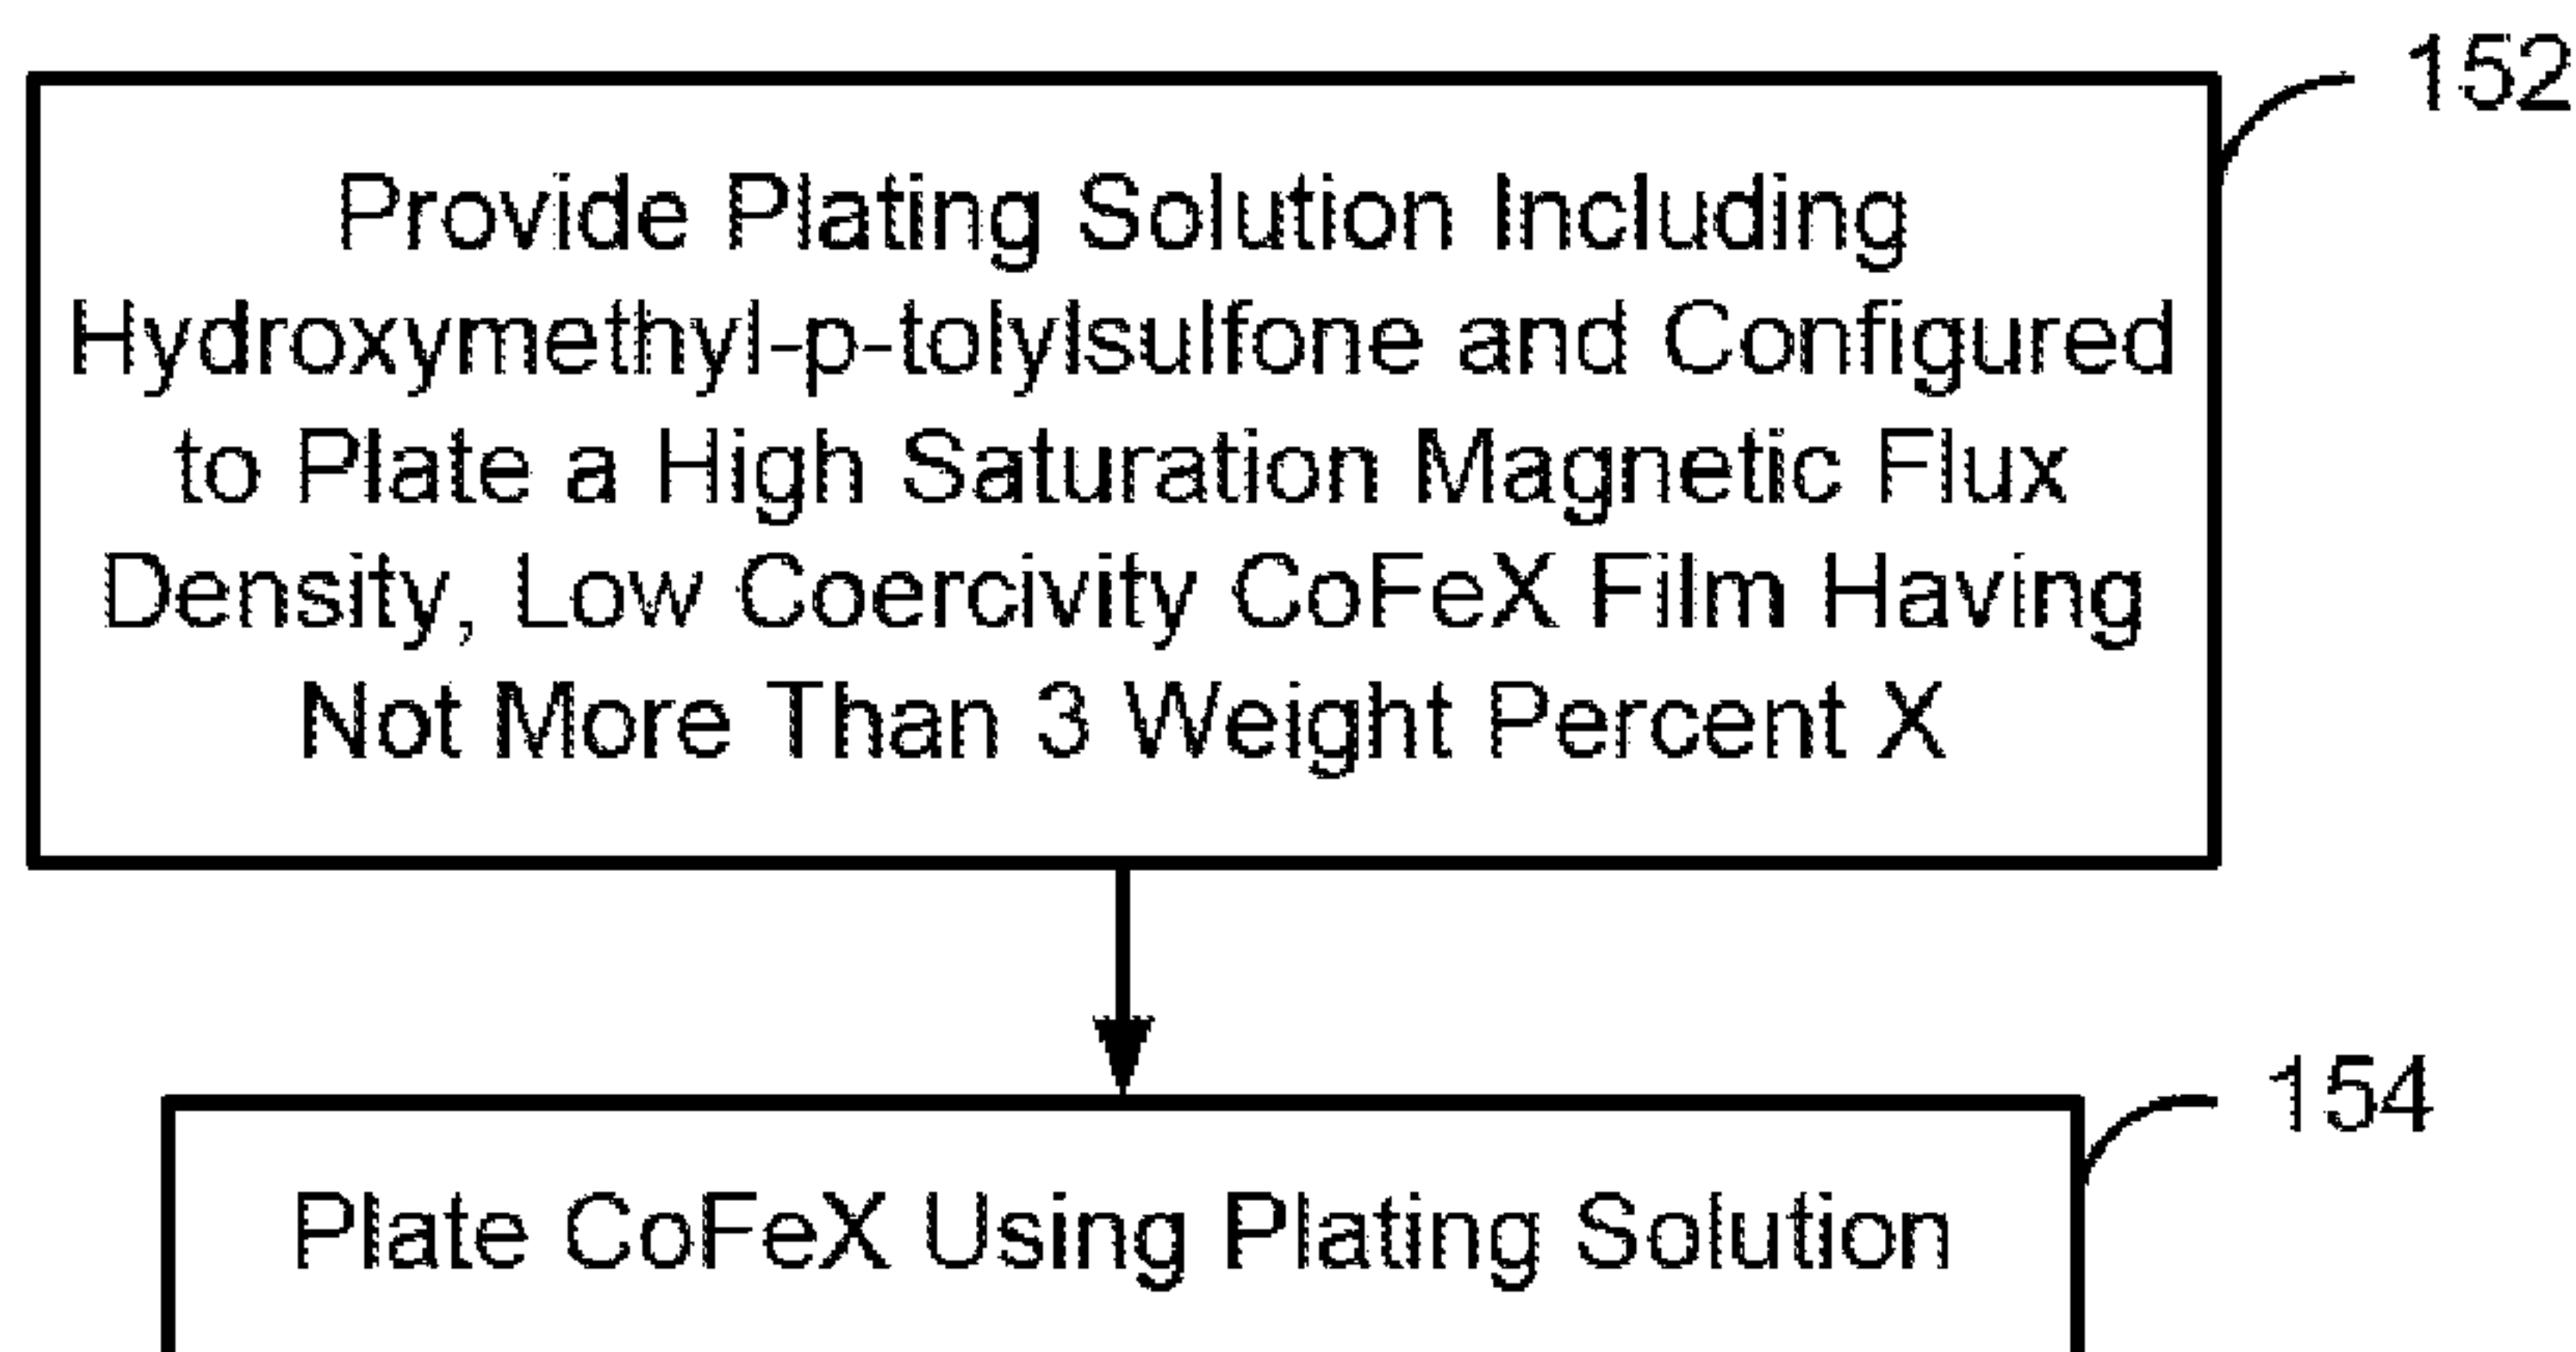 152
Provide Plating Solution Including
Hydroxymethyl-p-tolylsulfone and Configured
to Plate a High Saturation Magnetic Flux
Density, Low Coercivity CoFeX Film Having
Not More Than 3 Weight Percent X
154
Plate CoFeX Using Plating Solution